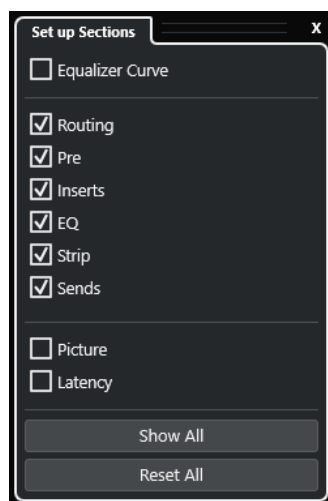 Set up Sections
X
Equalizer Curve
Routing
Pre
Inserts
EQ
Strip
Sends
Picture
Latency
Show All
Reset All